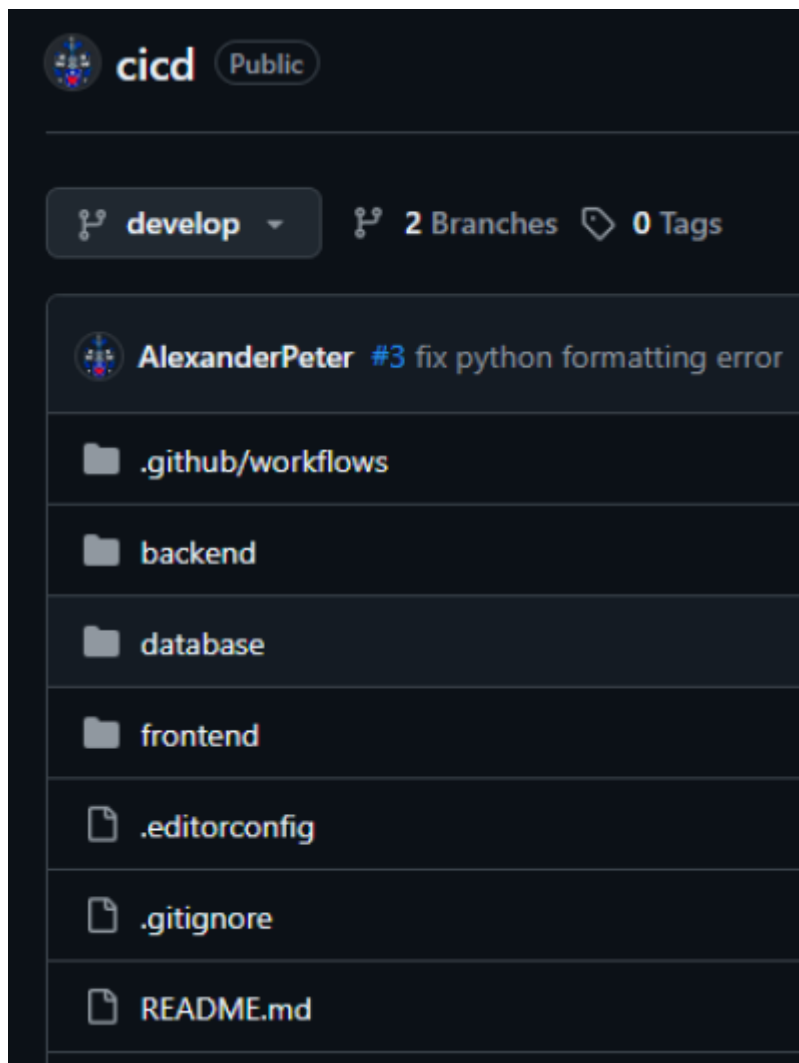 cicd Public
develop 2 Branches 0 Tags
AlexanderPeter #3 fix python formatting error
.github/workflows
backend
database
frontend
.editorconfig
.gitignore
README.md